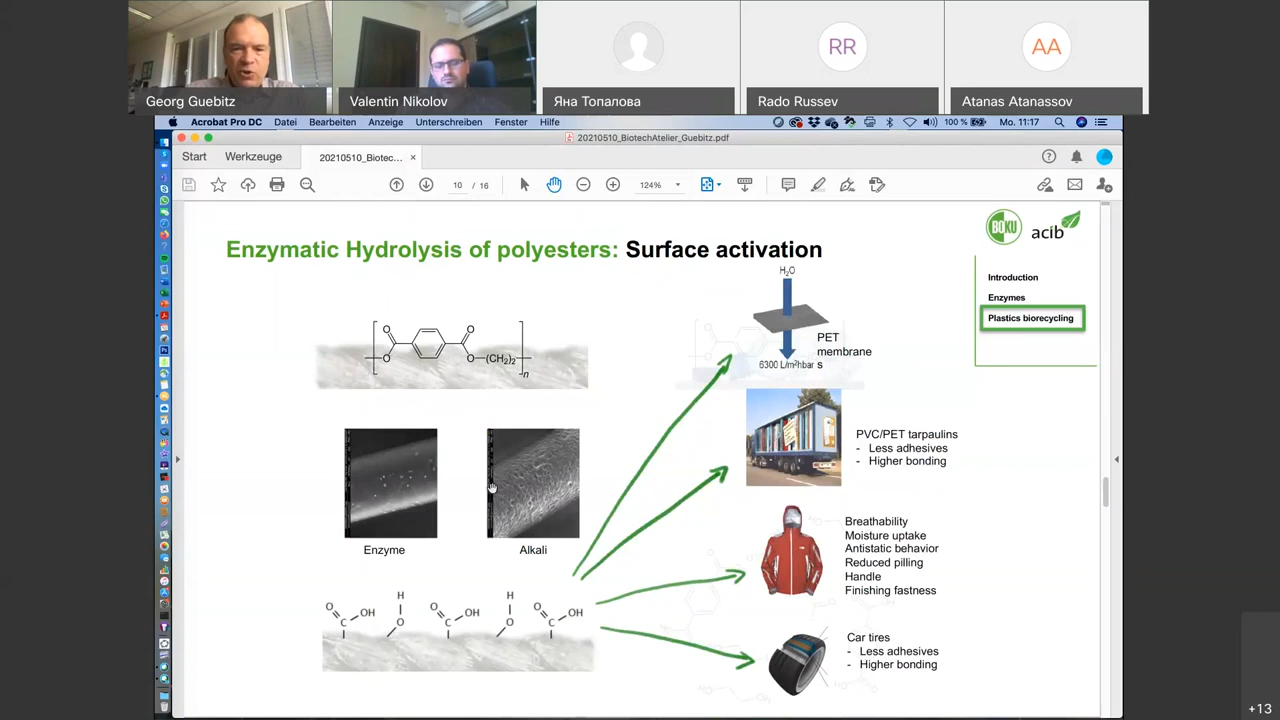 RR
AA
Georg Guebitz
Valentin Nikolov
Яна Топалова
Rado Russev
Atanas Atanassov
Acrobat Pro DC Datei Bearbeiten Anzeige Unterschreiben Fenster Hilfe
100 % Mo. 11:17
20210510_BiotechAtelier_Guebitz.pdf
Start Werkzeuge 20210510_Biotec... ×
10 / 16
124%
BOKU
acib
Enzymatic Hydrolysis of polyesters: Surface activation
Introduction
Enzymes
Plastics biorecycling
H₂O
PET
membrane
s
6300 L/m²hbar
O
O
O
O
(CH₂)₂
n
PVC/PET tarpaulins
- Less adhesives
- Higher bonding
Enzyme
Alkali
Breathability
Moisture uptake
Antistatic behavior
Reduced pilling
Handle
Finishing fastness
H H
O OH O OH O OH
C O C O C
Car tires
- Less adhesives
- Higher bonding
+13